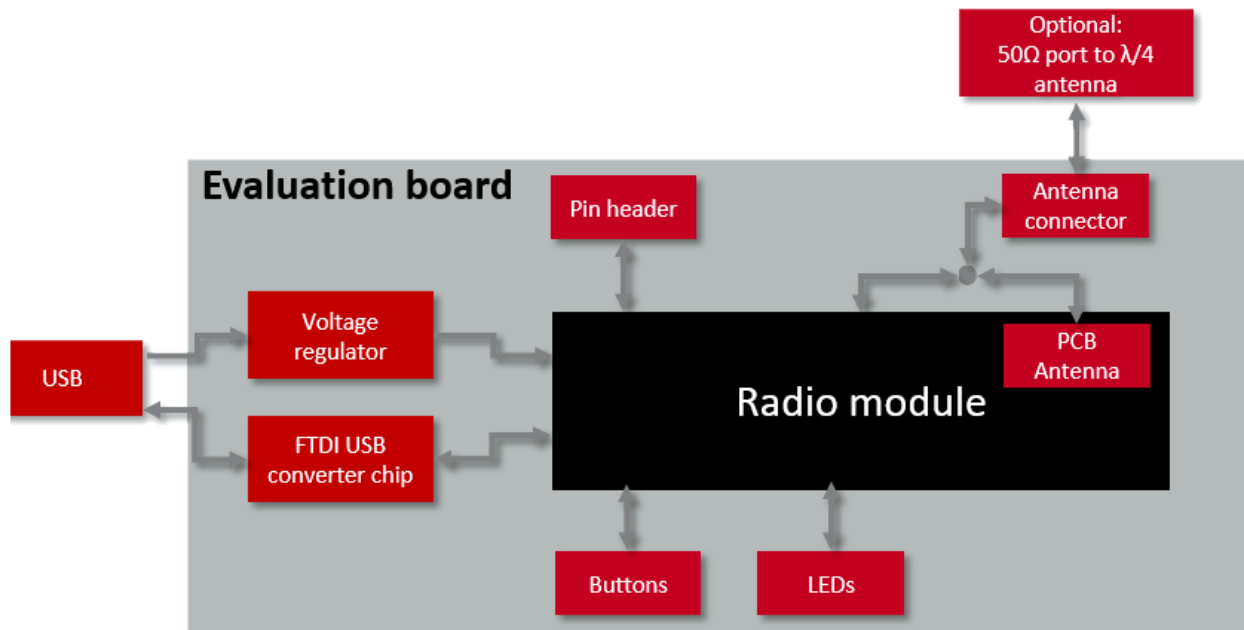 Optional:
50Ω port to λ/4
antenna
Evaluation board
Pin header
Antenna
connector
Voltage
regulator
USB
PCB
Antenna
Radio module
FTDI USB
converter chip
Buttons
LEDs